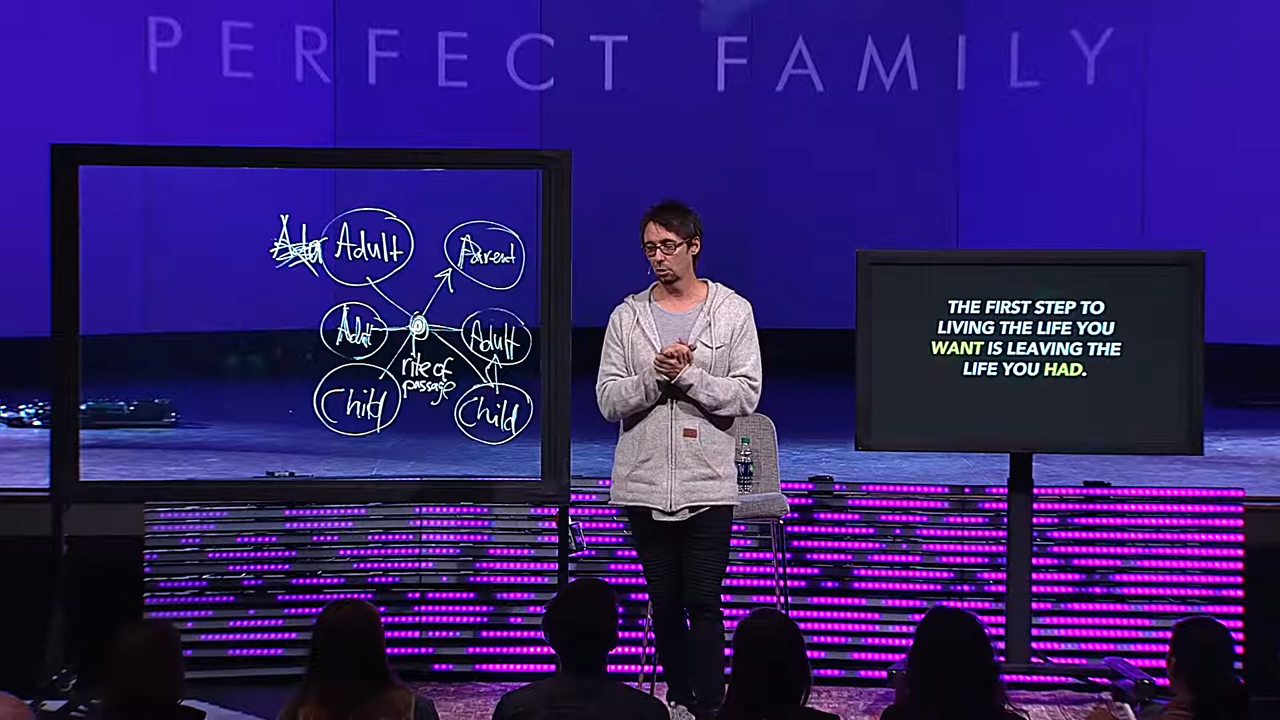 PERFECT FAMILY
Adult
Parent
Adult
Adult
rite of
passage
Child
Child
THE FIRST STEP TO
LIVING THE LIFE YOU
WANT IS LEAVING THE
LIFE YOU HAD.